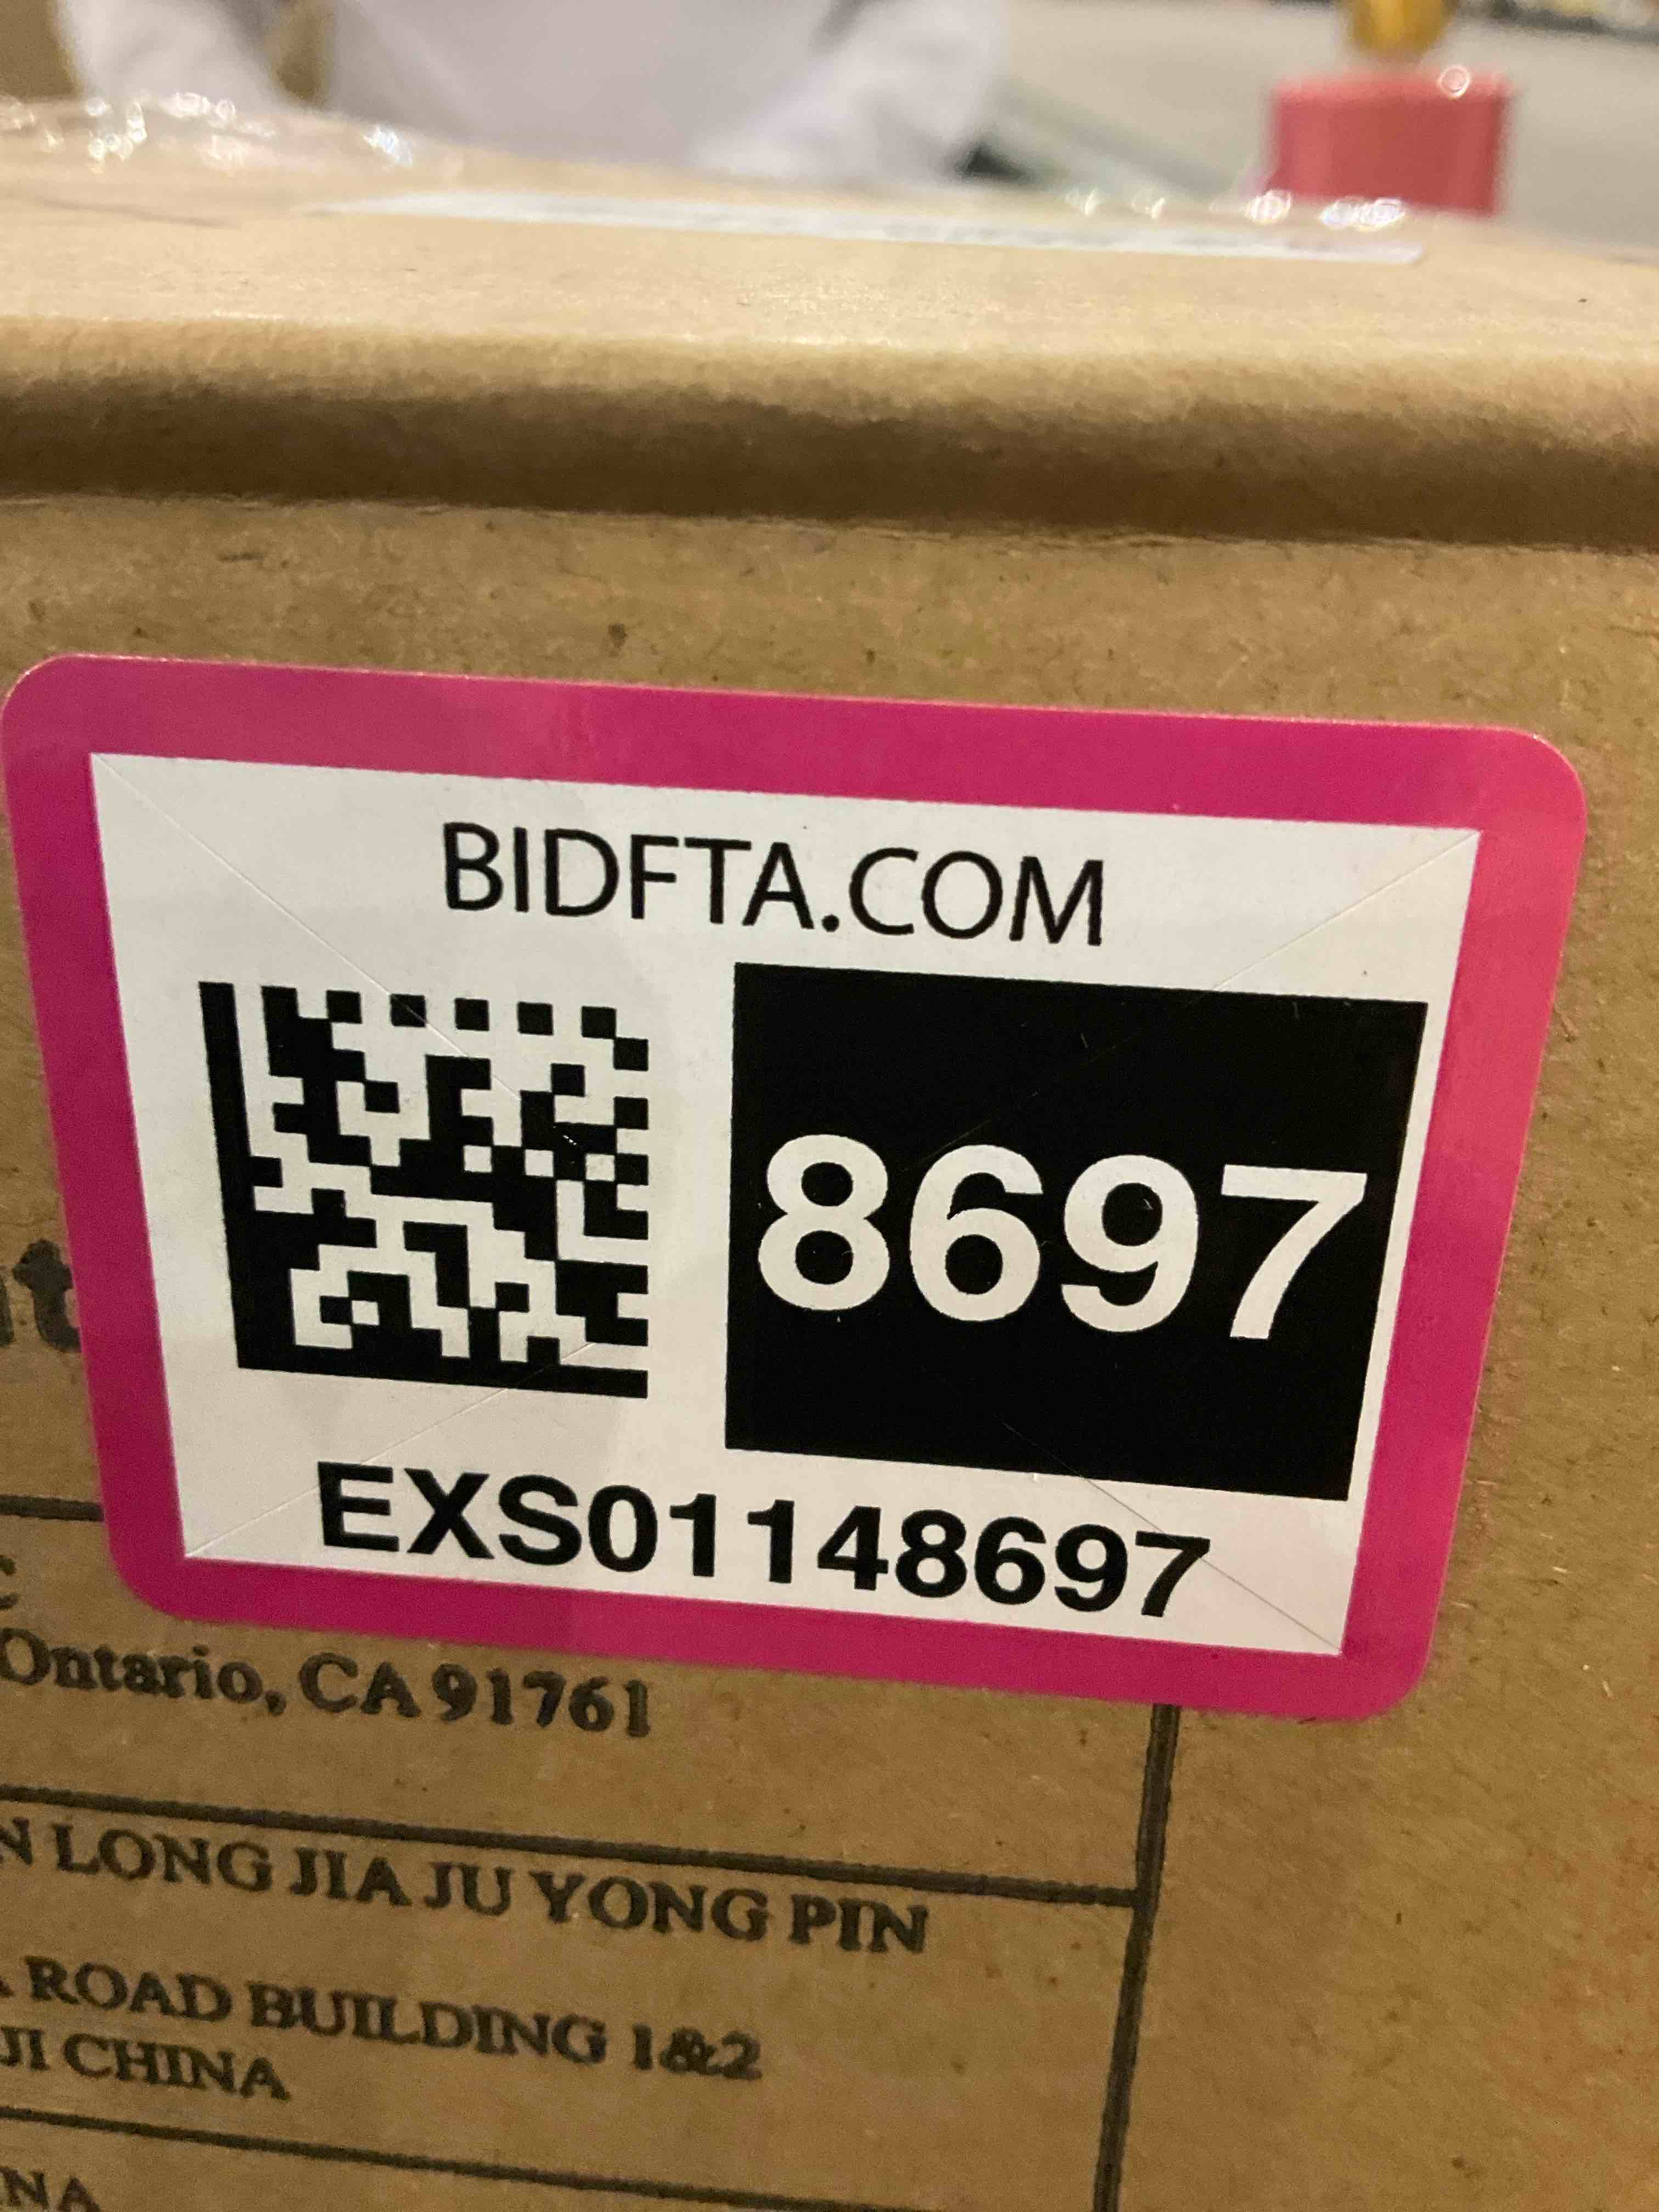 BIDFTA.COM
8697
EXS01148697
Ontario, CA 91761
LONG JIA JU YONG PIN
ROAD BUILDING 1&2
CHINA